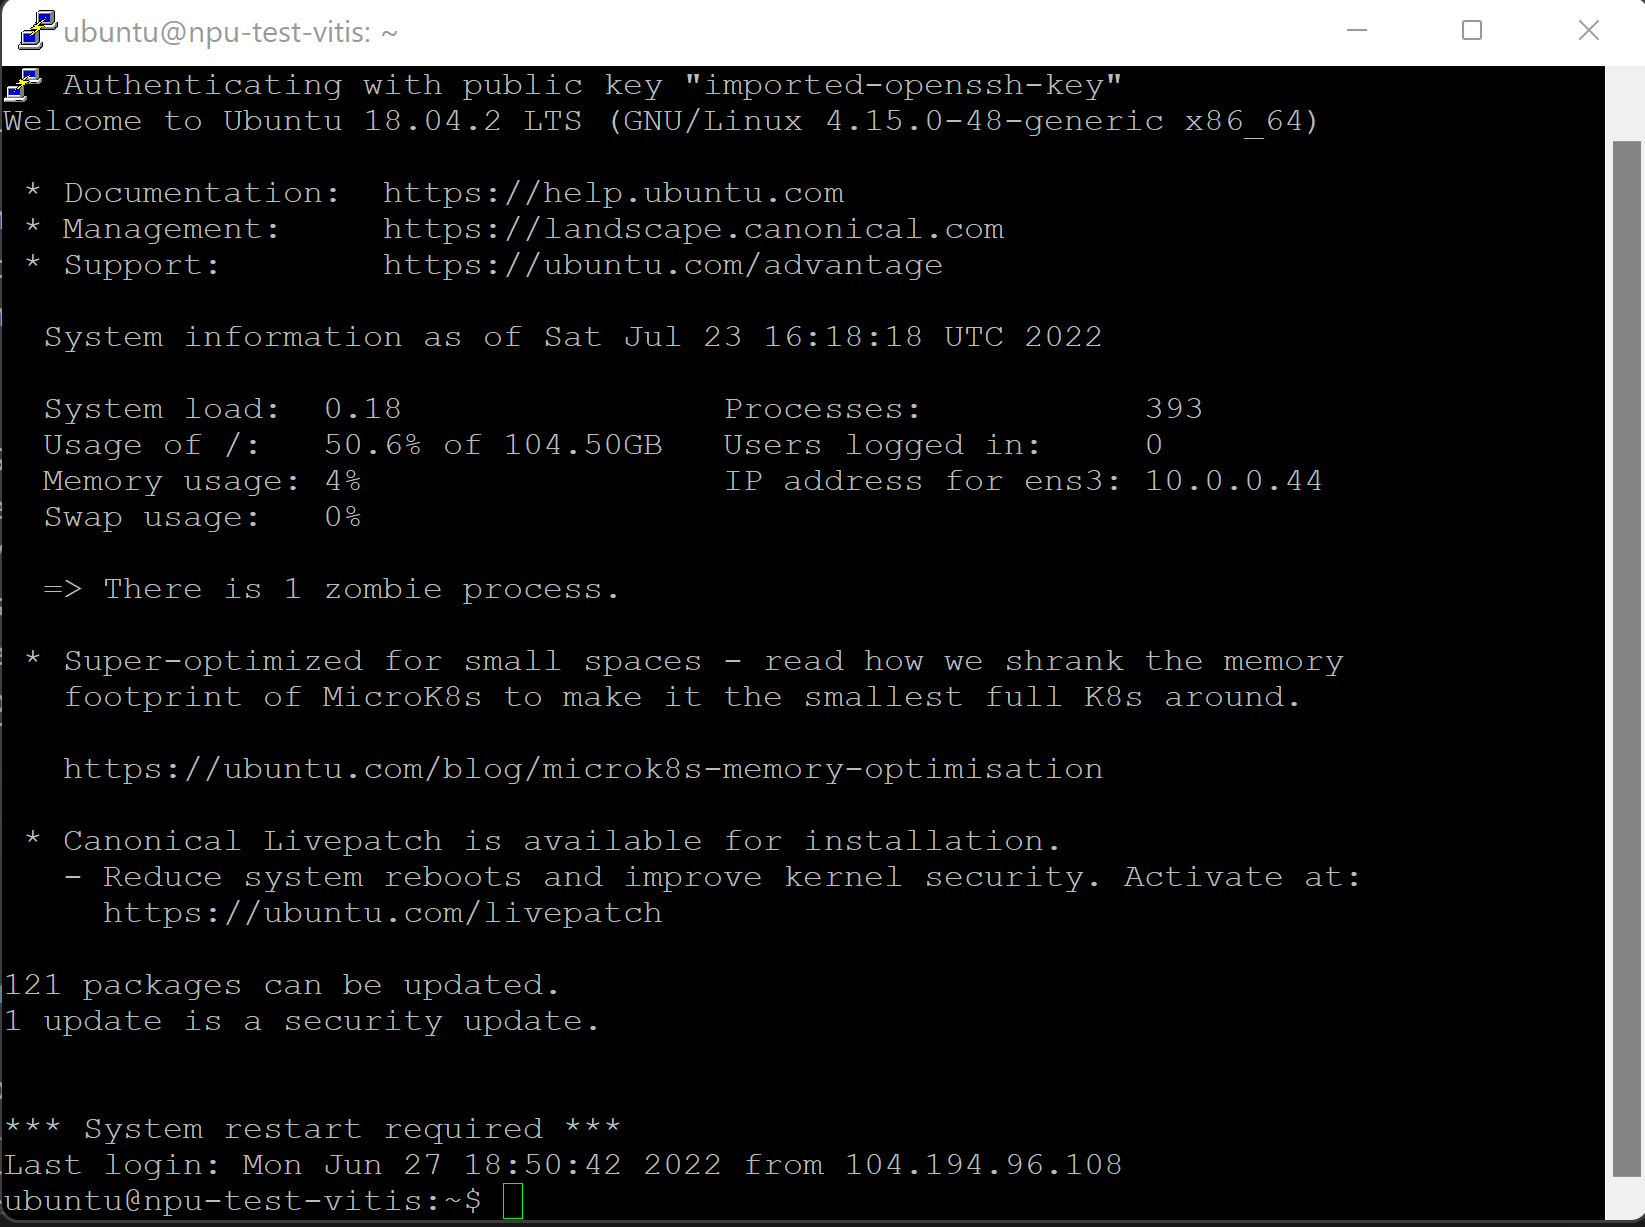 ubuntu@npu-test-vitis: ~
Authenticating with public key "imported-openssh-key"
Welcome to Ubuntu 18.04.2 LTS (GNU/Linux 4.15.0-48-generic x86_64)
* Documentation:  https://help.ubuntu.com
* Management:     https://landscape.canonical.com
* Support:        https://ubuntu.com/advantage
System information as of Sat Jul 23 16:18:18 UTC 2022
System load:  0.18                Processes:           393
Usage of /:   50.6% of 104.50GB   Users logged in:     0
Memory usage: 4%                  IP address for ens3: 10.0.0.44
Swap usage:   0%
=> There is 1 zombie process.
* Super-optimized for small spaces - read how we shrank the memory
footprint of MicroK8s to make it the smallest full K8s around.
https://ubuntu.com/blog/microk8s-memory-optimisation
* Canonical Livepatch is available for installation.
- Reduce system reboots and improve kernel security. Activate at:
https://ubuntu.com/livepatch
121 packages can be updated.
1 update is a security update.
*** System restart required ***
Last login: Mon Jun 27 18:50:42 2022 from 104.194.96.108
ubuntu@npu-test-vitis:~$